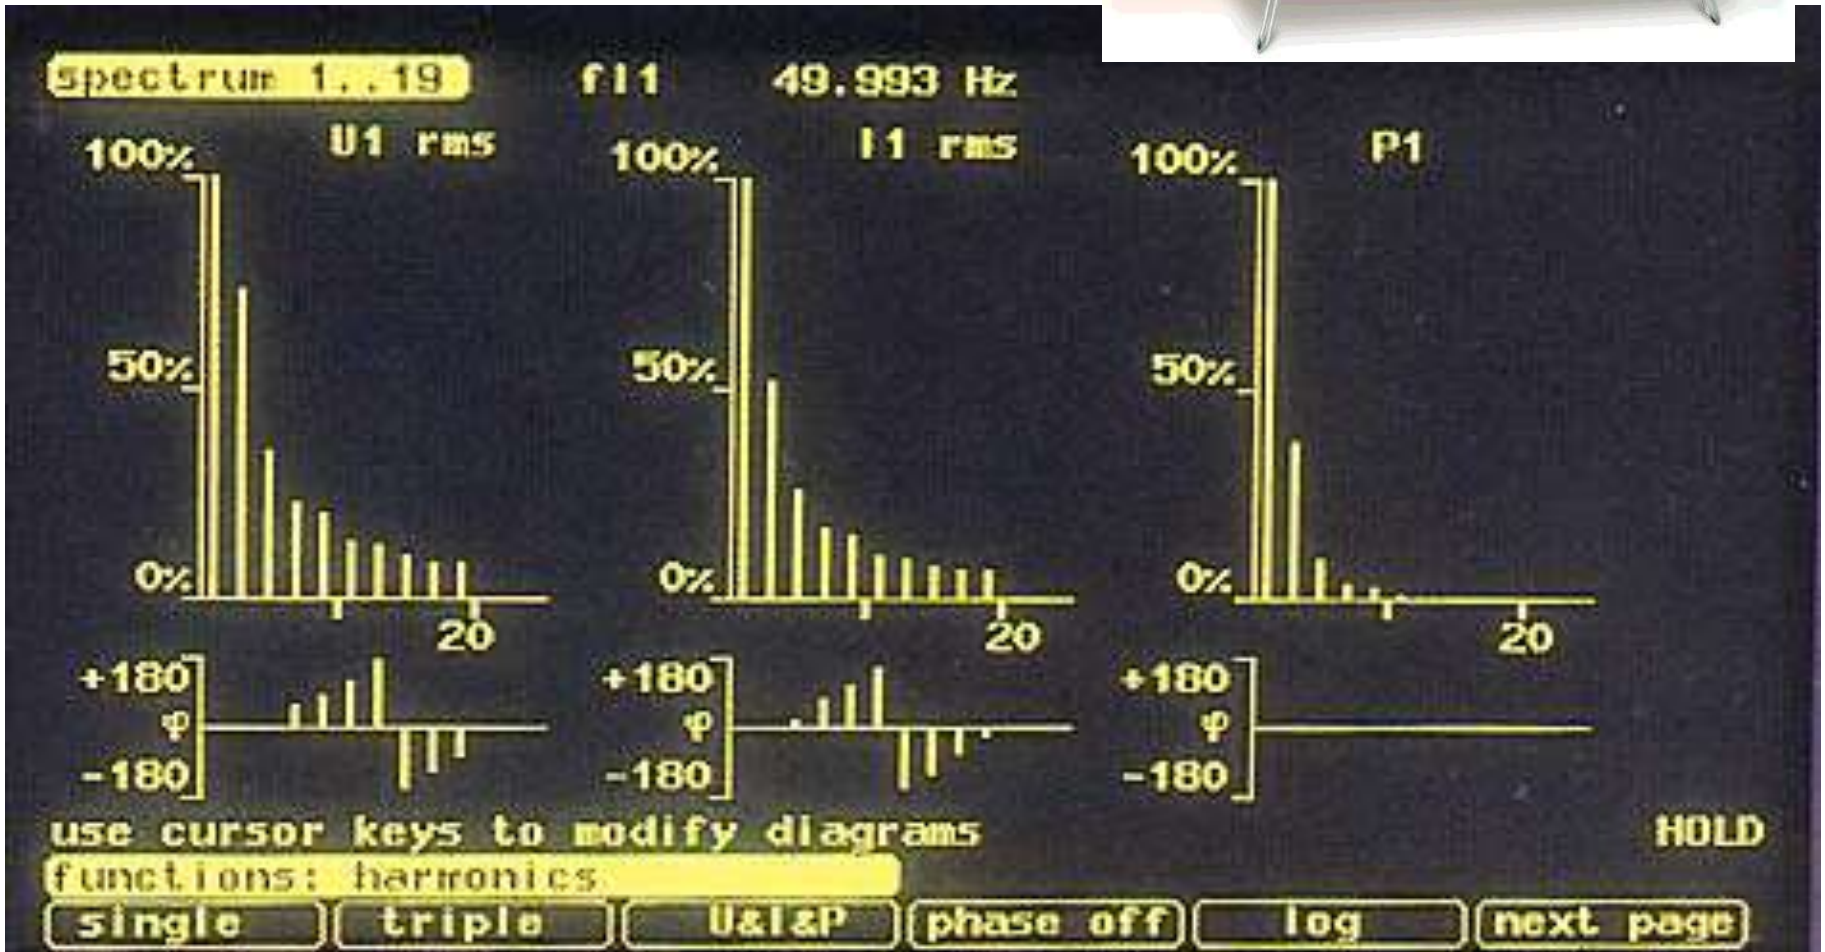 spectrum 1..19 fl1 49.993 Hz
U1 rms I1 rms P1
100% 100% 100%
50% 50% 50%
0% 0% 0%
20 20 20
+180 +180 +180
φ φ φ
-180 -180 -180
use cursor keys to modify diagrams HOLD
functions: harmonics
single triple U&I&P phase off log next page